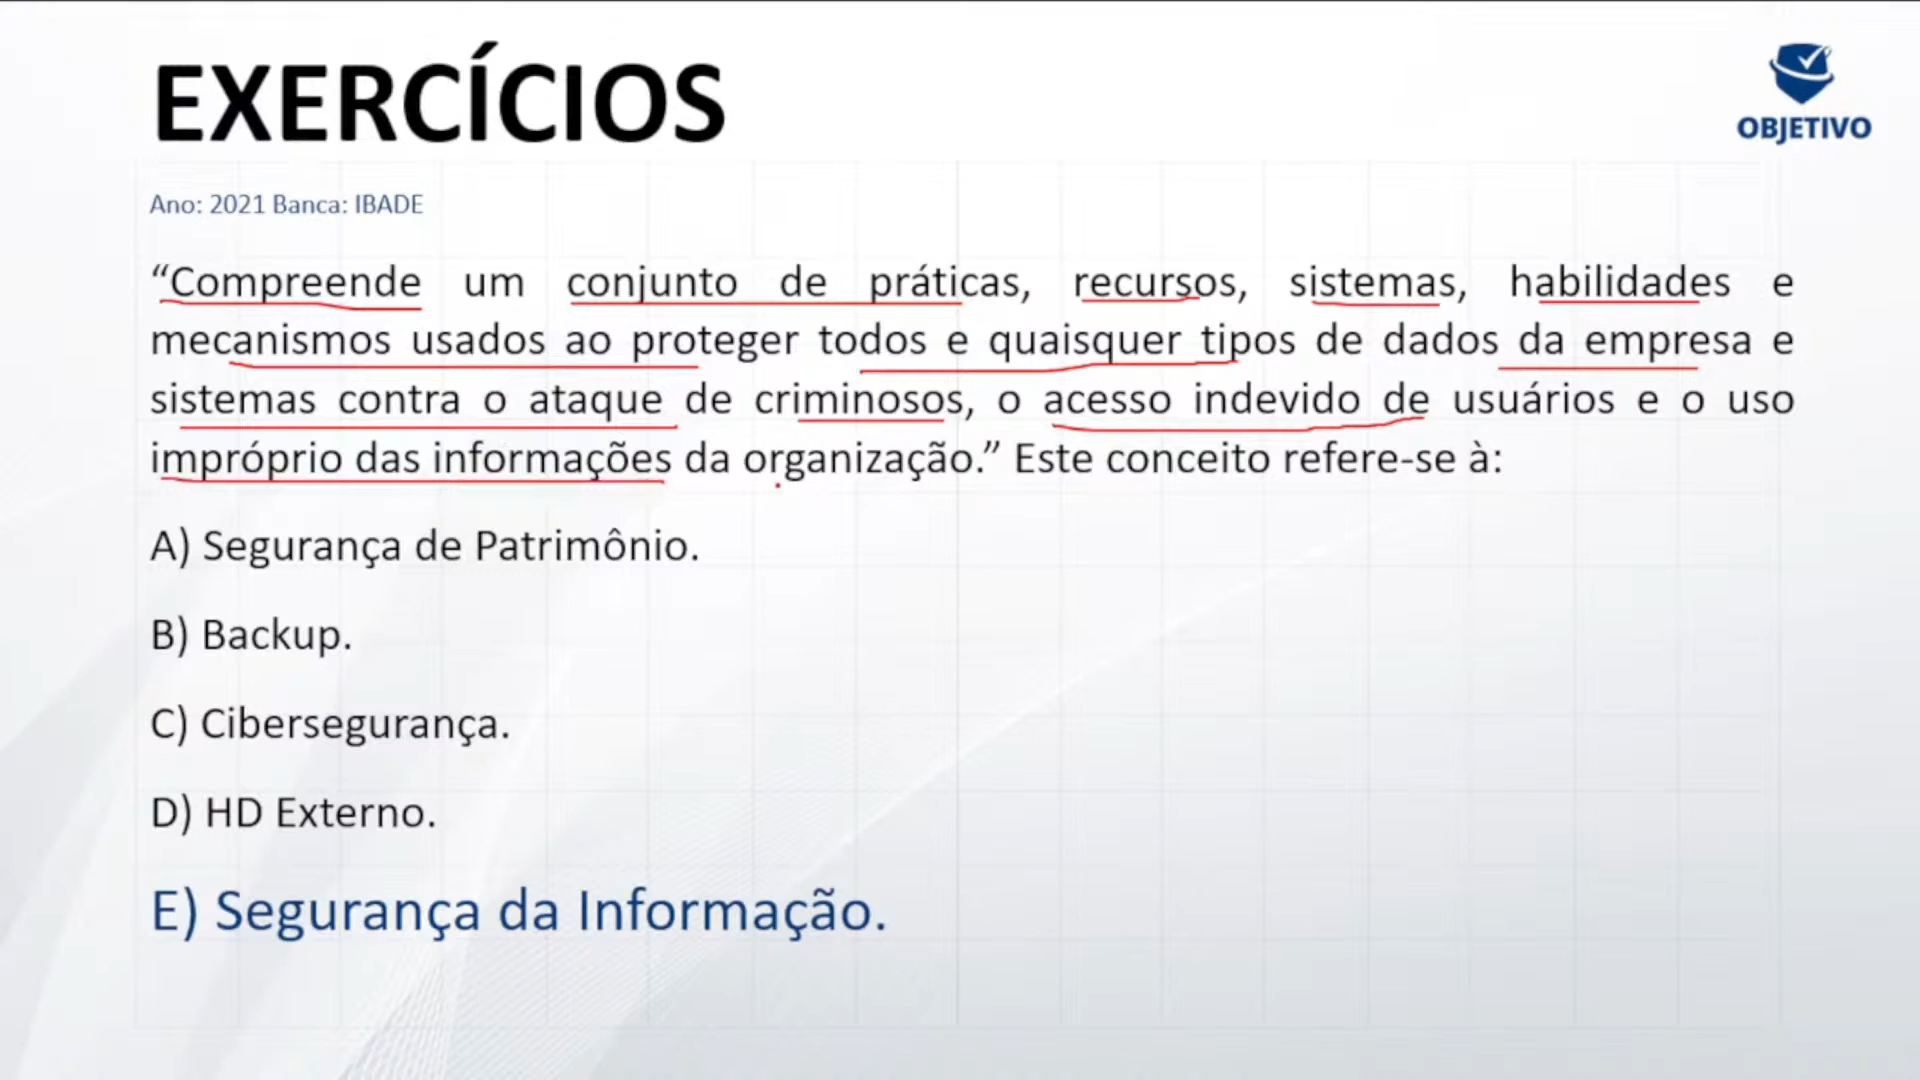 EXERCÍCIOS
OBJETIVO
Ano: 2021 Banca: IBADE
“Compreende um conjunto de práticas, recursos, sistemas, habilidades e
mecanismos usados ao proteger todos e quaisquer tipos de dados da empresa e
sistemas contra o ataque de criminosos, o acesso indevido de usuários e o uso
impróprio das informações da organização.” Este conceito refere-se à:
A) Segurança de Patrimônio.
B) Backup.
C) Cibersegurança.
D) HD Externo.
E) Segurança da Informação.